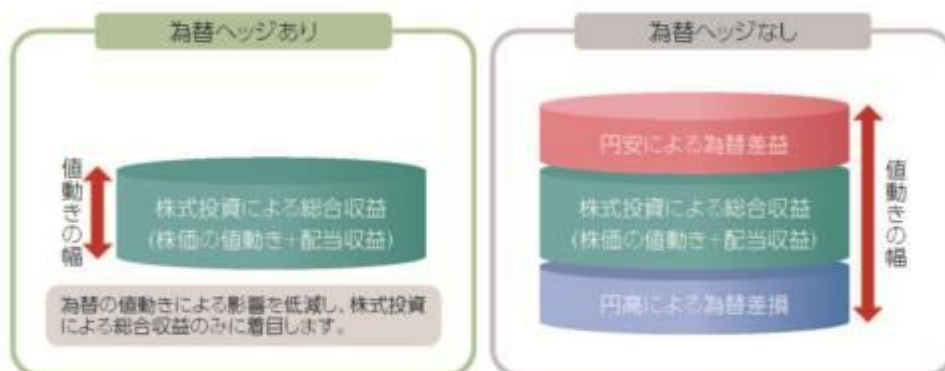 為替ヘッジあり
値動きの幅
株式投資による総合収益
(株価の値動き+配当収益)
為替の値動きによる影響を低減し、株式投資
による総合収益のみに着目します。
為替ヘッジなし
円安による為替差益
株式投資による総合収益
(株価の値動き+配当収益)
円高による為替差損
値動きの幅